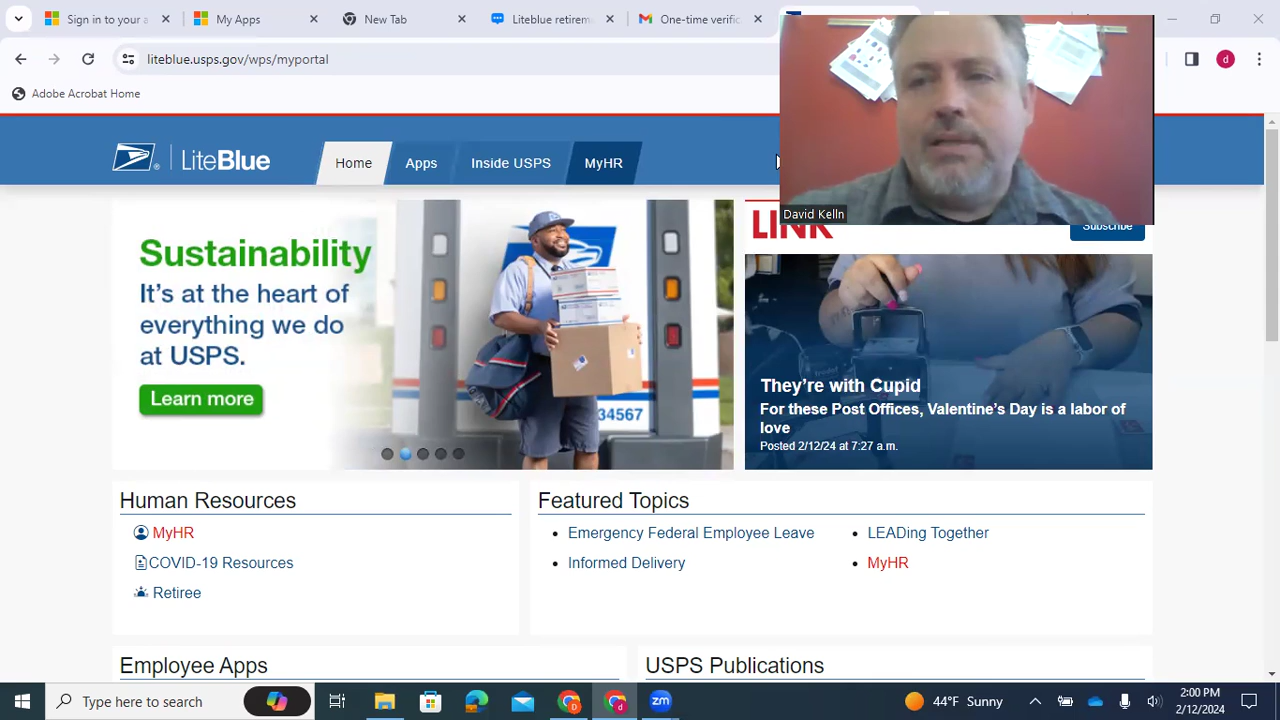 Sign in to your a
My Apps
New Tab
Liteblue retirem
One-time verific
liteblue.usps.gov/wps/myportal
d
Adobe Acrobat Home
LiteBlue
Home
Apps
Inside USPS
MyHR
David Kelln
Sustainability
It's at the heart of
everything we do
at USPS.
Learn more
34567
LINK
Subscribe
They're with Cupid
For these Post Offices, Valentine's Day is a labor of
love
Posted 2/12/24 at 7:27 a.m.
Human Resources
MyHR
COVID-19 Resources
Retiree
Featured Topics
Emergency Federal Employee Leave
Informed Delivery
LEADing Together
MyHR
Employee Apps
USPS Publications
Type here to search
zm
44°F Sunny
2:00 PM
2/12/2024